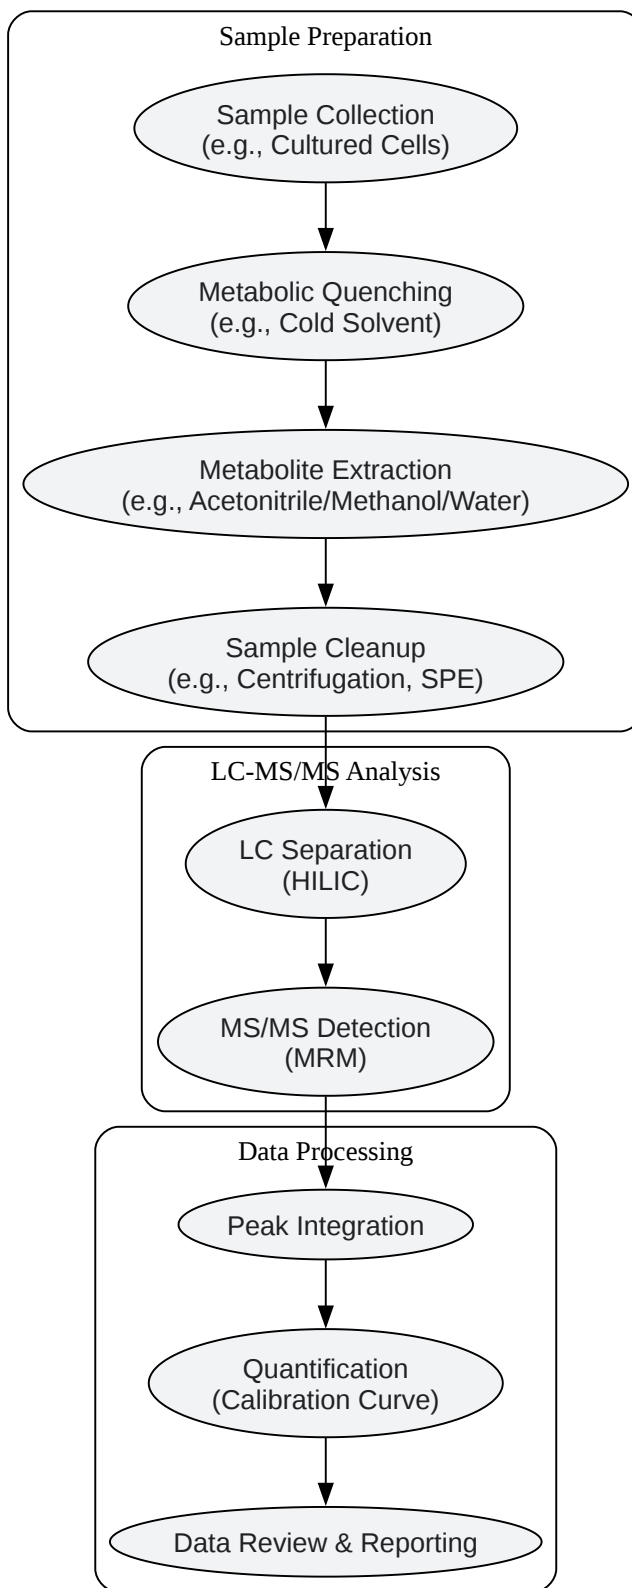 Sample Preparation
Sample Collection
(e.g., Cultured Cells)
Metabolic Quenching
(e.g., Cold Solvent)
Metabolite Extraction
(e.g., Acetonitrile/Methanol/Water)
Sample Cleanup
(e.g., Centrifugation, SPE)
LC-MS/MS Analysis
LC Separation
(HILIC)
MS/MS Detection
(MRM)
Data Processing
Peak Integration
Quantification
(Calibration Curve)
Data Review & Reporting